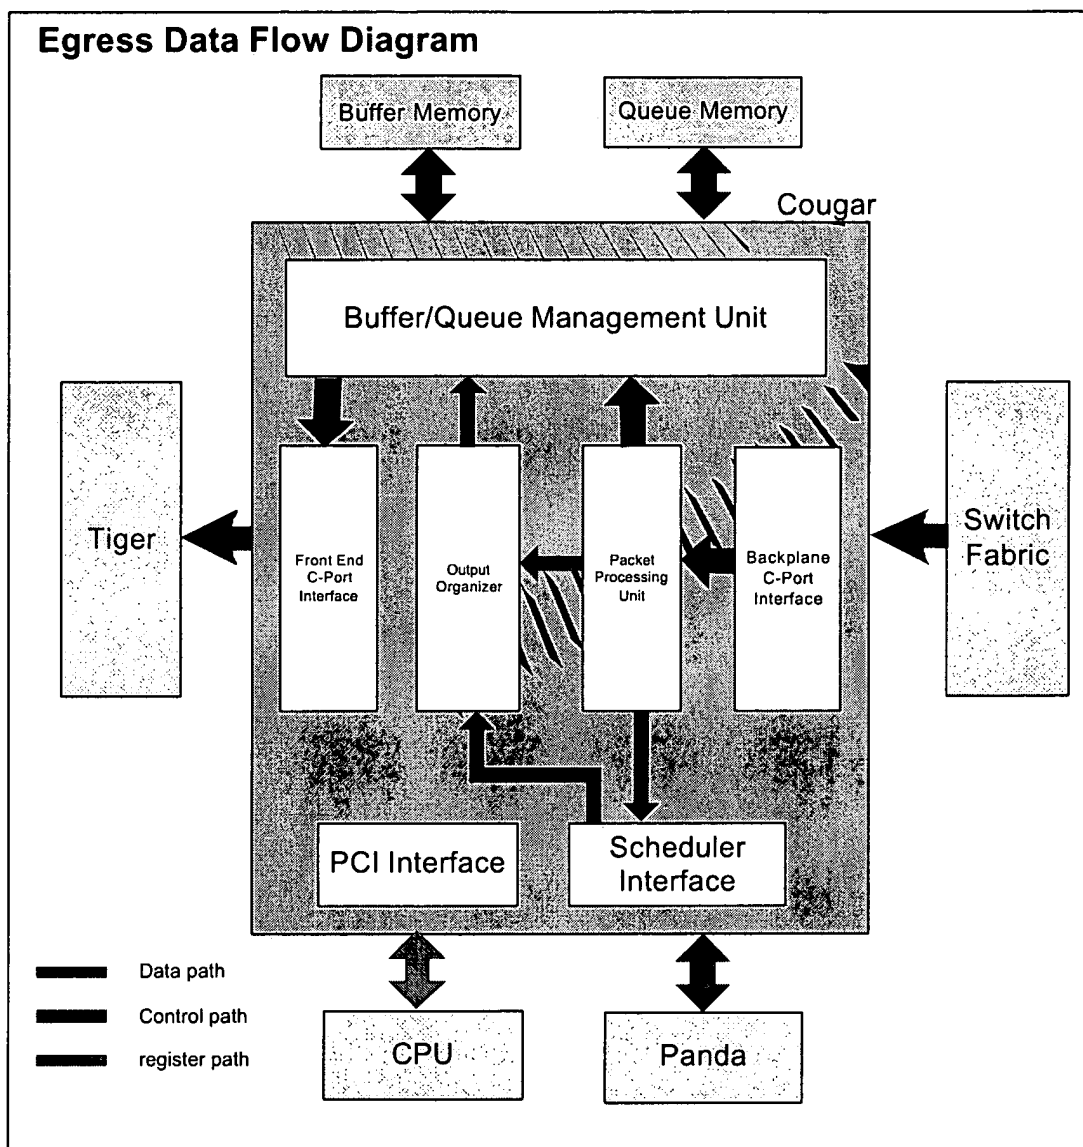 Egress Data Flow Diagram
Buffer Memory
Queue Memory
Cougar
Buffer/Queue Management Unit
Tiger
Front End
C-Port
Interface
Output
Organizer
Packet
Processing
Unit
Backplane
C-Port
Interface
Switch
Fabric
PCI Interface
Scheduler
Interface
Data path
Control path
register path
CPU
Panda